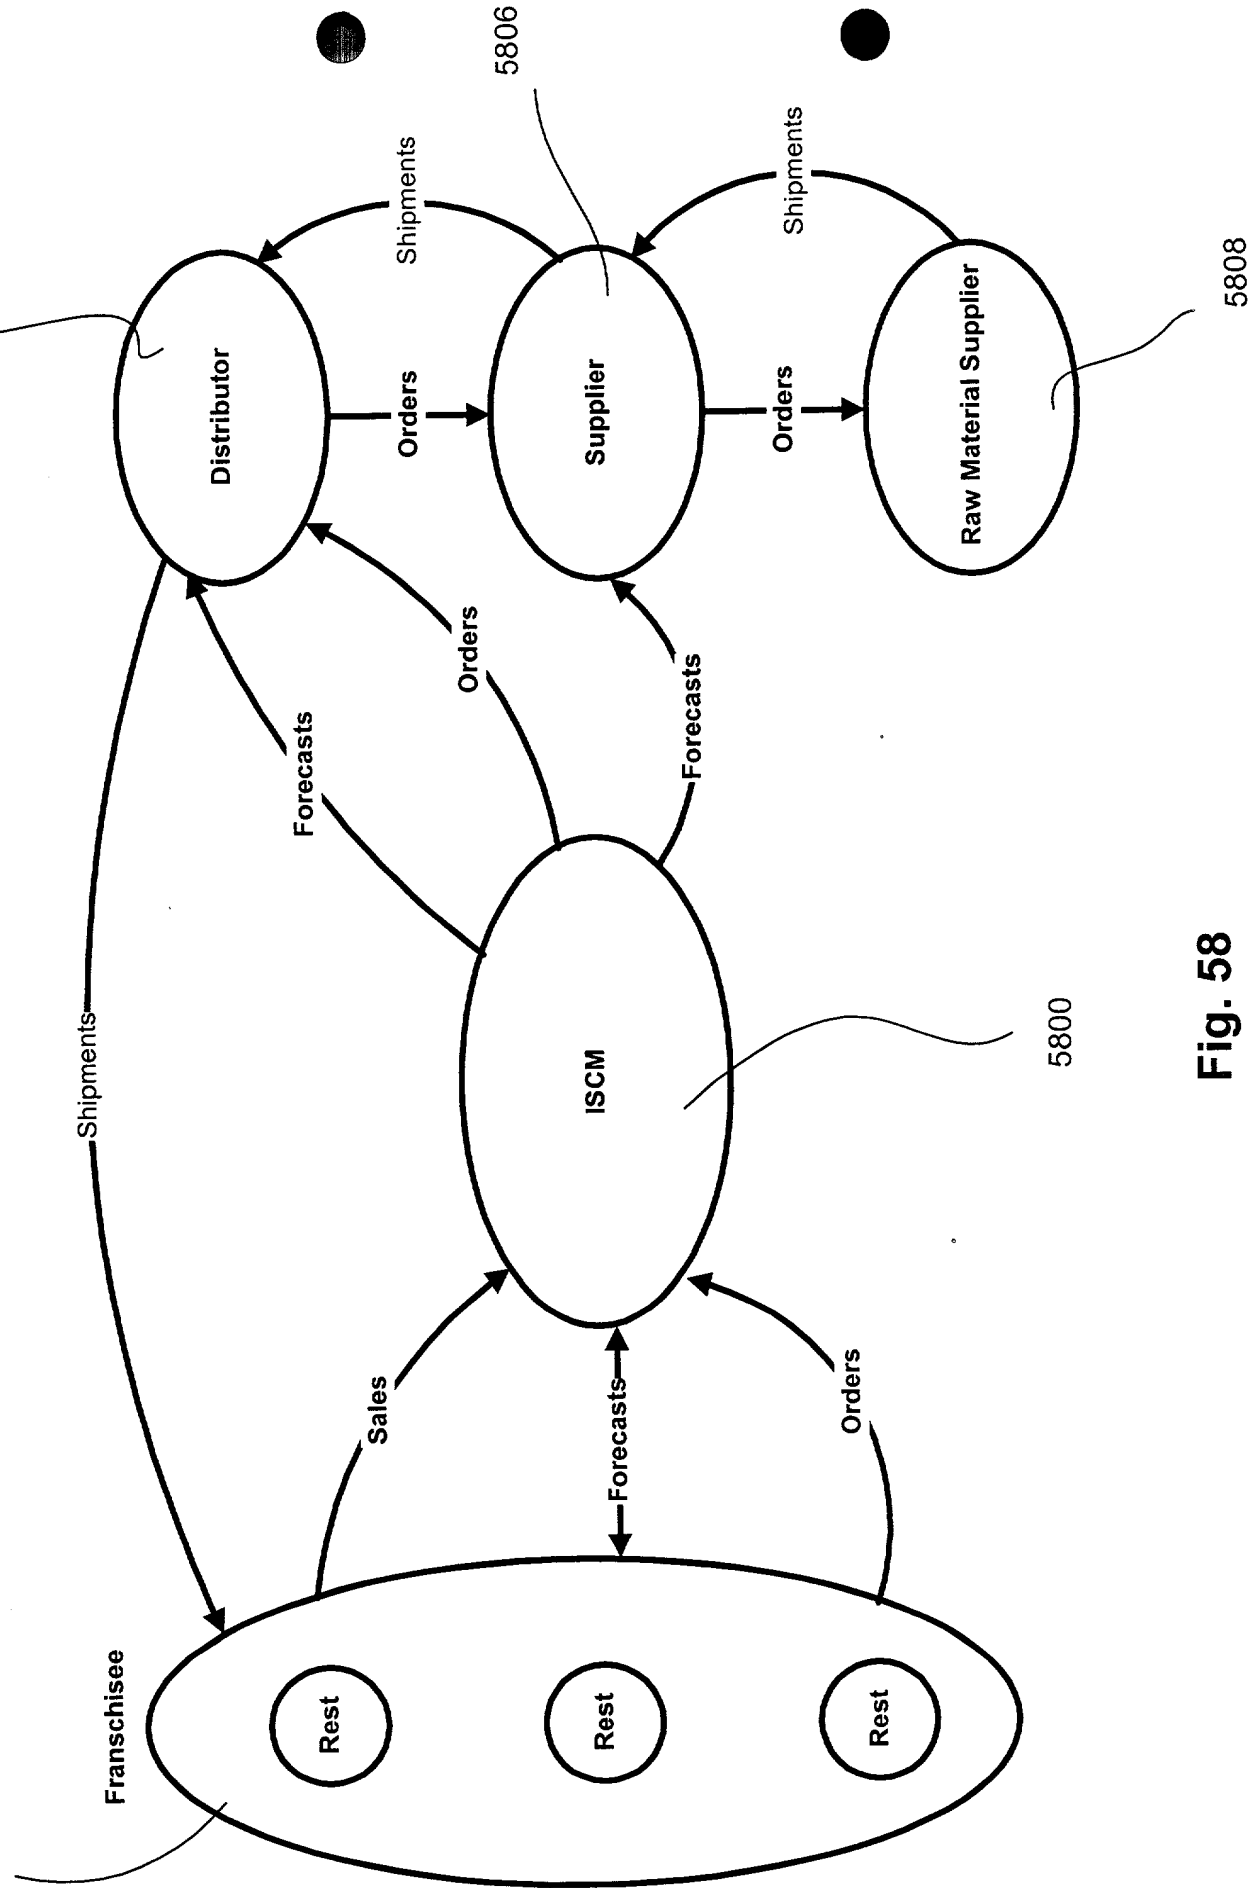 Franschisee
Rest
Rest
Rest
Shipments
Sales
Forecasts
Orders
ISCM
5800
Forecasts
Orders
Forecasts
Distributor
Orders
Shipments
5806
Supplier
Orders
Shipments
Raw Material Supplier
5808
Fig. 58